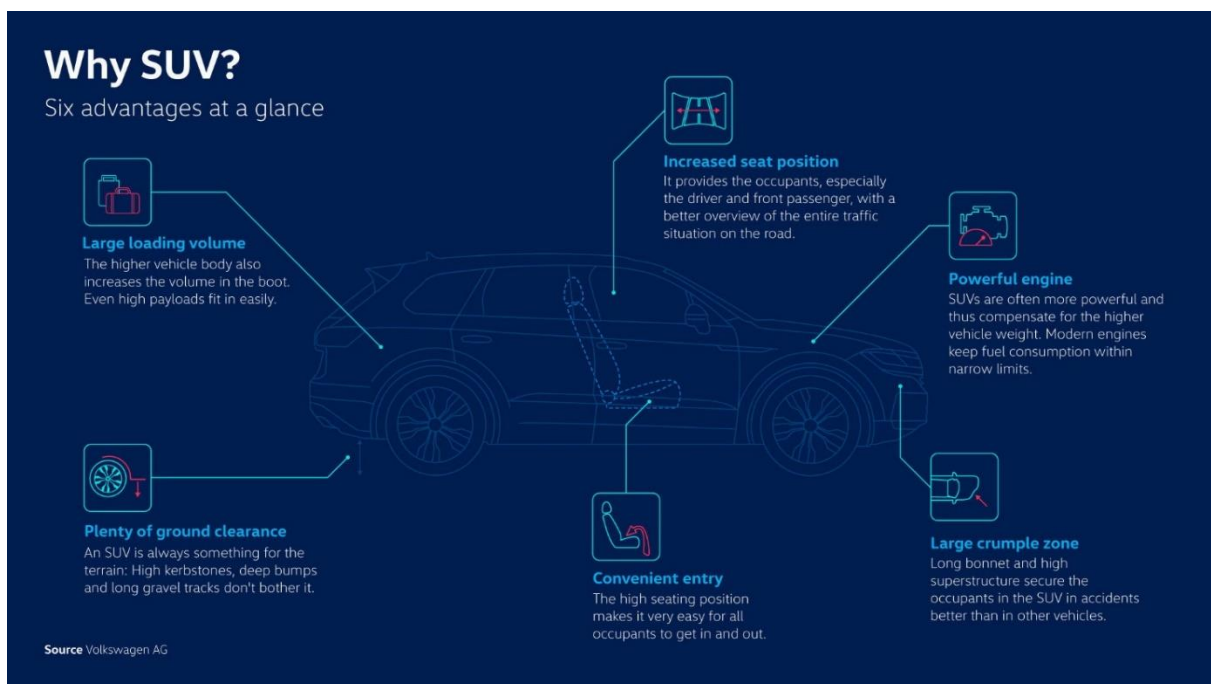 Why SUV?
Six advantages at a glance
Large loading volume
The higher vehicle body also
increases the volume in the boot.
Even high payloads fit in easily.
Increased seat position
It provides the occupants, especially
the driver and front passenger, with a
better overview of the entire traffic
situation on the road.
Powerful engine
SUVs are often more powerful and
thus compensate for the higher
vehicle weight. Modern engines
keep fuel consumption within
narrow limits.
Plenty of ground clearance
An SUV is always something for the
terrain: High kerbstones, deep bumps
and long gravel tracks don't bother it.
Convenient entry
The high seating position
makes it very easy for all
occupants to get in and out.
Large crumple zone
Long bonnet and high
superstructure secure the
occupants in the SUV in accidents
better than in other vehicles.
Source Volkswagen AG